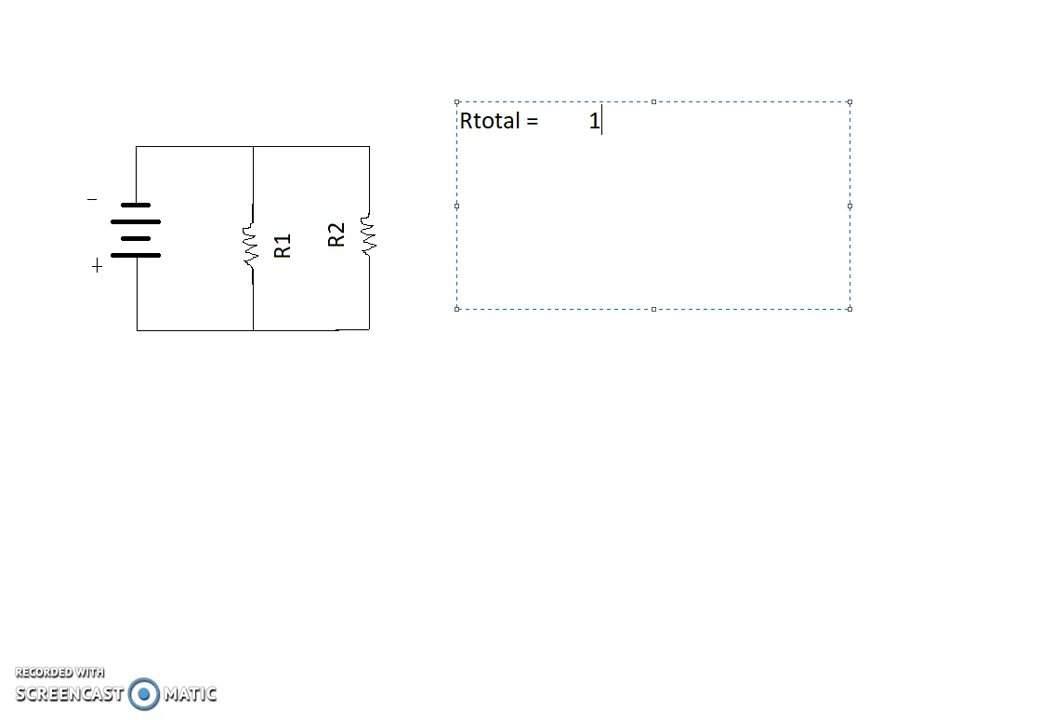 Rtotal = 1
−
+
R1
R2
RECORDED WITH
SCREENCAST MATIC